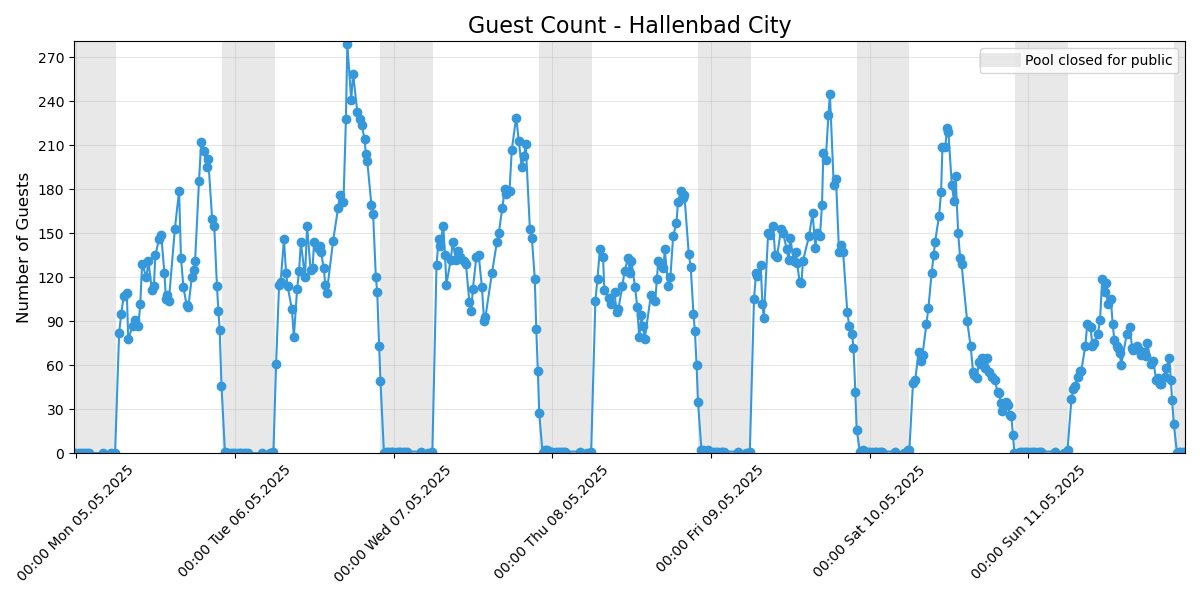 Guest Count - Hallenbad City
Pool closed for public
Number of Guests
270
240
210
180
150
120
90
60
30
0
00:00 Mon 05.05.2025
00:00 Tue 06.05.2025
00:00 Wed 07.05.2025
00:00 Thu 08.05.2025
00:00 Fri 09.05.2025
00:00 Sat 10.05.2025
00:00 Sun 11.05.2025